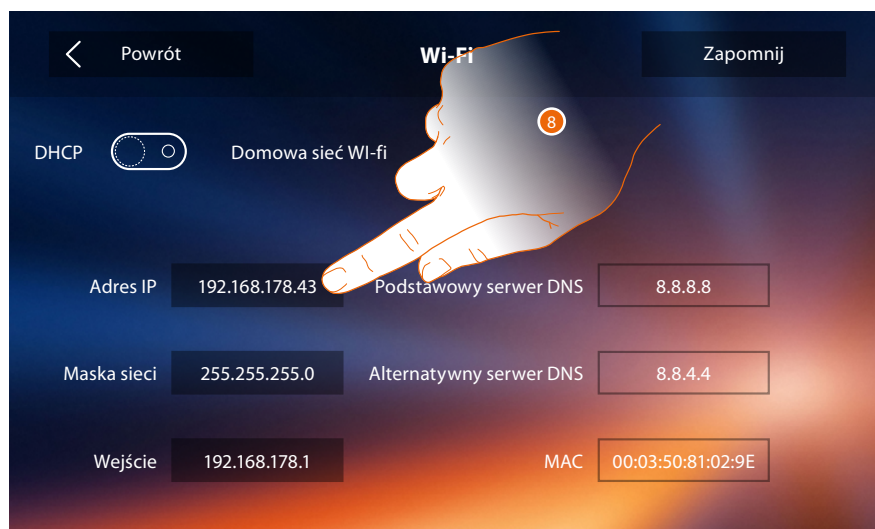 Powrót
Wi-Fi
Zapomnij
8
DHCP
Domowa sieć WI-fi
Adres IP 192.168.178.43 Podstawowy serwer DNS 8.8.8.8
Maska sieci 255.255.255.0 Alternatywny serwer DNS 8.8.4.4
Wejście 192.168.178.1 MAC 00:03:50:81:02:9E